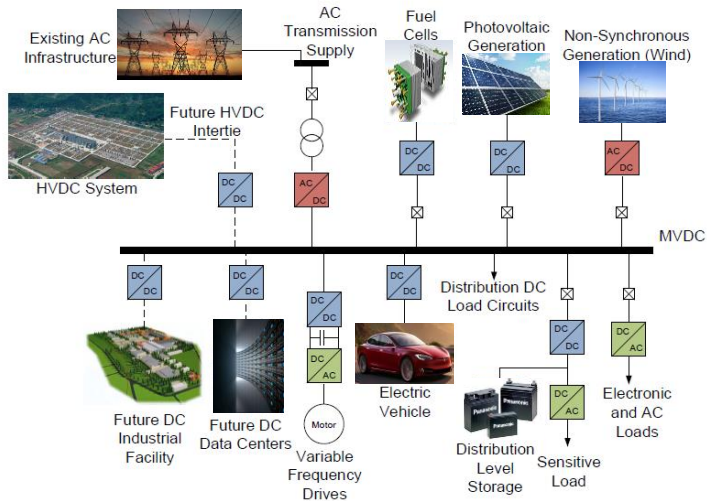 Existing AC
Infrastructure
AC
Transmission
Supply
Fuel
Cells
Photovoltaic
Generation
Non-Synchronous
Generation (Wind)
Future HVDC
Intertie
HVDC System
DC
DC
AC
DC
DC
DC
DC
DC
AC
DC
MVDC
DC
DC
DC
DC
DC
DC
DC
DC
Distribution DC
Load Circuits
DC
DC
DC
AC
DC
AC
DC
AC
Panasonic
Panasonic
Panasonic
Future DC
Industrial
Facility
Future DC
Data Centers
Motor
Variable
Frequency
Drives
Electric
Vehicle
Distribution
Level
Storage
Sensitive
Load
Electronic
and AC
Loads